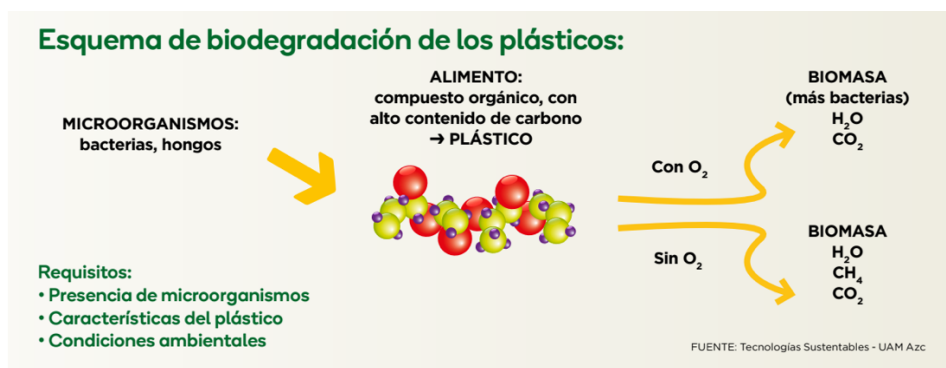 Esquema de biodegradación de los plásticos:
MICROORGANISMOS:
bacterias, hongos
ALIMENTO:
compuesto orgánico, con
alto contenido de carbono
➔ PLÁSTICO
Con O₂
BIOMASA
(más bacterias)
H₂O
CO₂
Sin O₂
BIOMASA
H₂O
CH₄
CO₂
Requisitos:
• Presencia de microorganismos
• Características del plástico
• Condiciones ambientales
FUENTE: Tecnologías Sustentables - UAM Azc